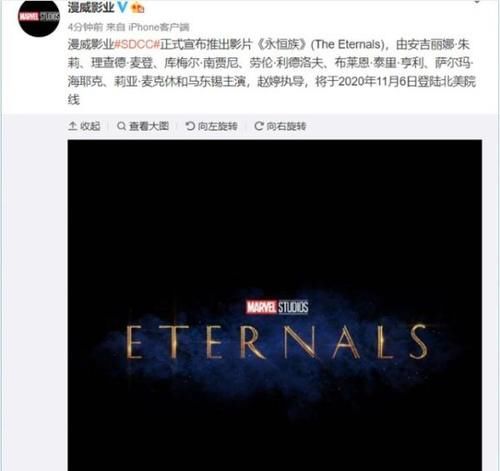 漫威影业
4分钟前 来自 iPhone客户端
漫威影业#SDCC#正式宣布推出影片《永恒族》(The Eternals)，由安吉丽娜·朱
莉、理查德·麦登、库梅尔·南贾尼、劳伦·利德洛夫、布莱恩·泰里·亨利、萨尔玛·
海耶克、莉亚·麦克休和马东锡主演，赵婷执导，将于2020年11月6日登陆北美院
线
收起 查看大图 向左旋转 向右旋转
MARVEL STUDIOS
ETERNALS